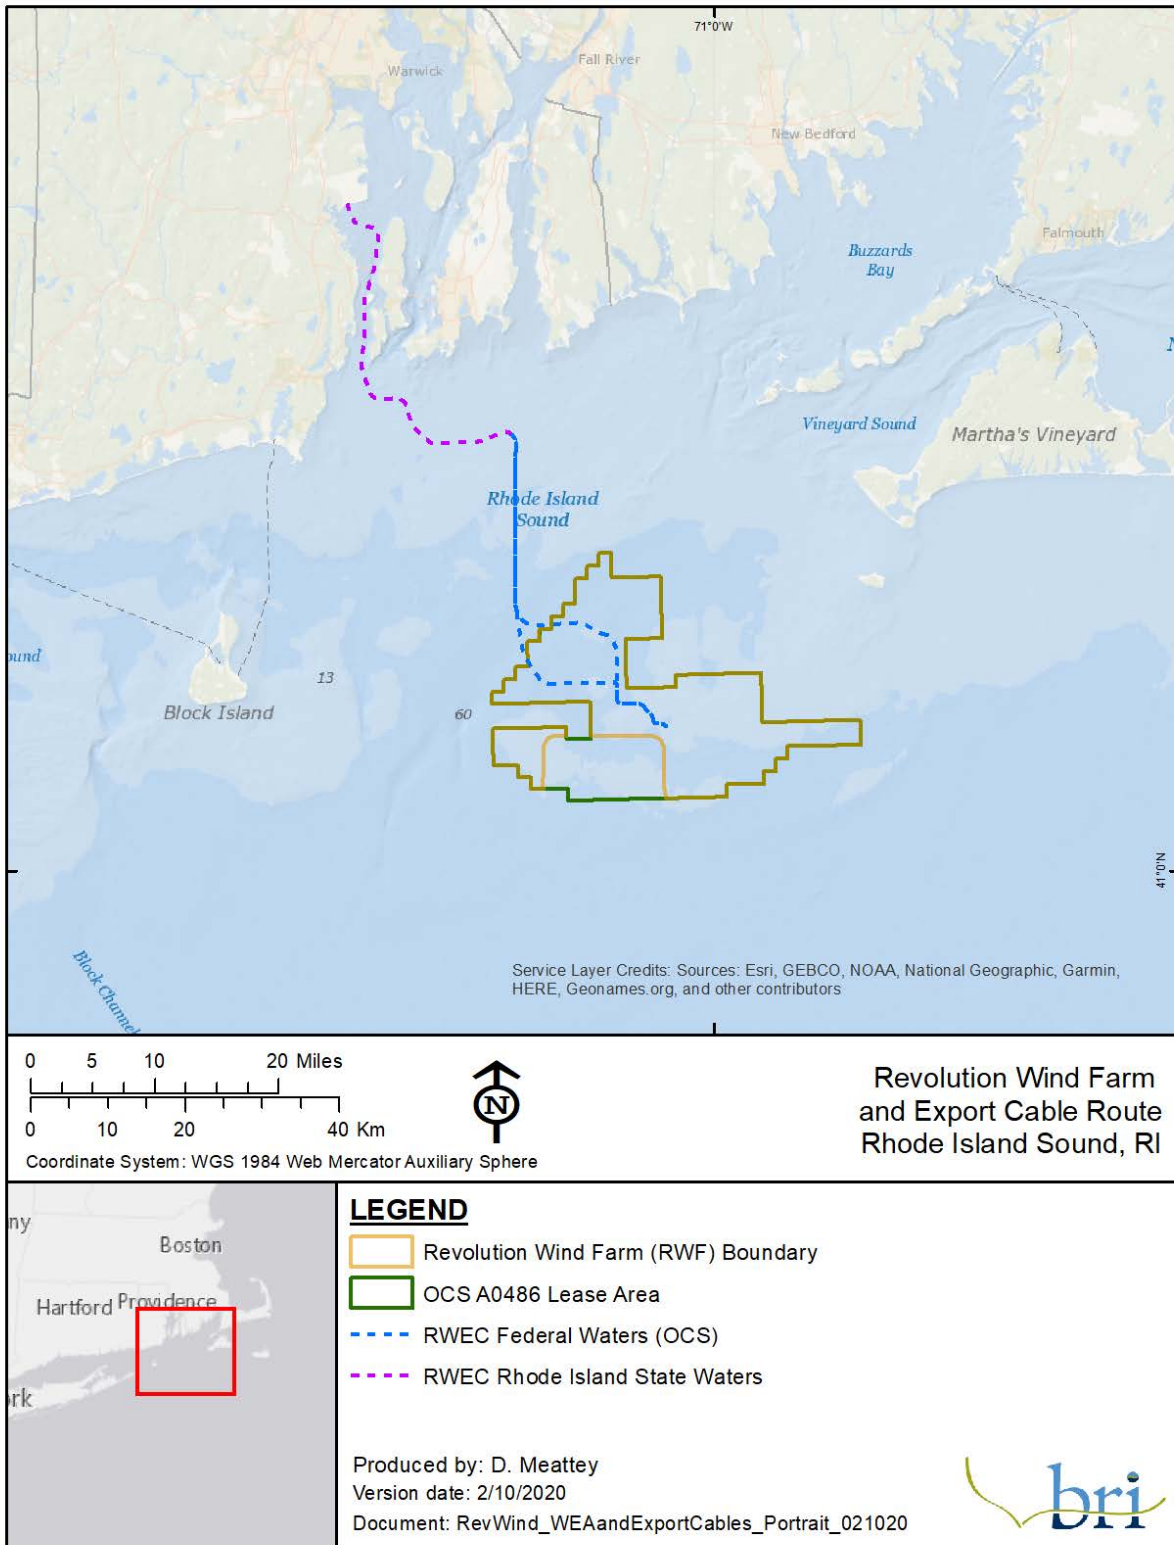 71°0'W
Warwick
Fall River
New Bedford
Falmouth
Buzzards
Bay
N
Vineyard Sound
Martha's Vineyard
Rhode Island
Sound
ound
13
60
Block Island
41°0'N
Block Channel
Service Layer Credits: Sources: Esri, GEBCO, NOAA, National Geographic, Garmin,
HERE, Geonames.org, and other contributors
0 5 10 20 Miles
0 10 20 40 Km
Coordinate System: WGS 1984 Web Mercator Auxiliary Sphere
N
Revolution Wind Farm
and Export Cable Route
Rhode Island Sound, RI
ny
Boston
Hartford
Providence
ork
LEGEND
Revolution Wind Farm (RWF) Boundary
OCS A0486 Lease Area
RWEC Federal Waters (OCS)
RWEC Rhode Island State Waters
Produced by: D. Meattey
Version date: 2/10/2020
Document: RevWind_WEAandExportCables_Portrait_021020
bri